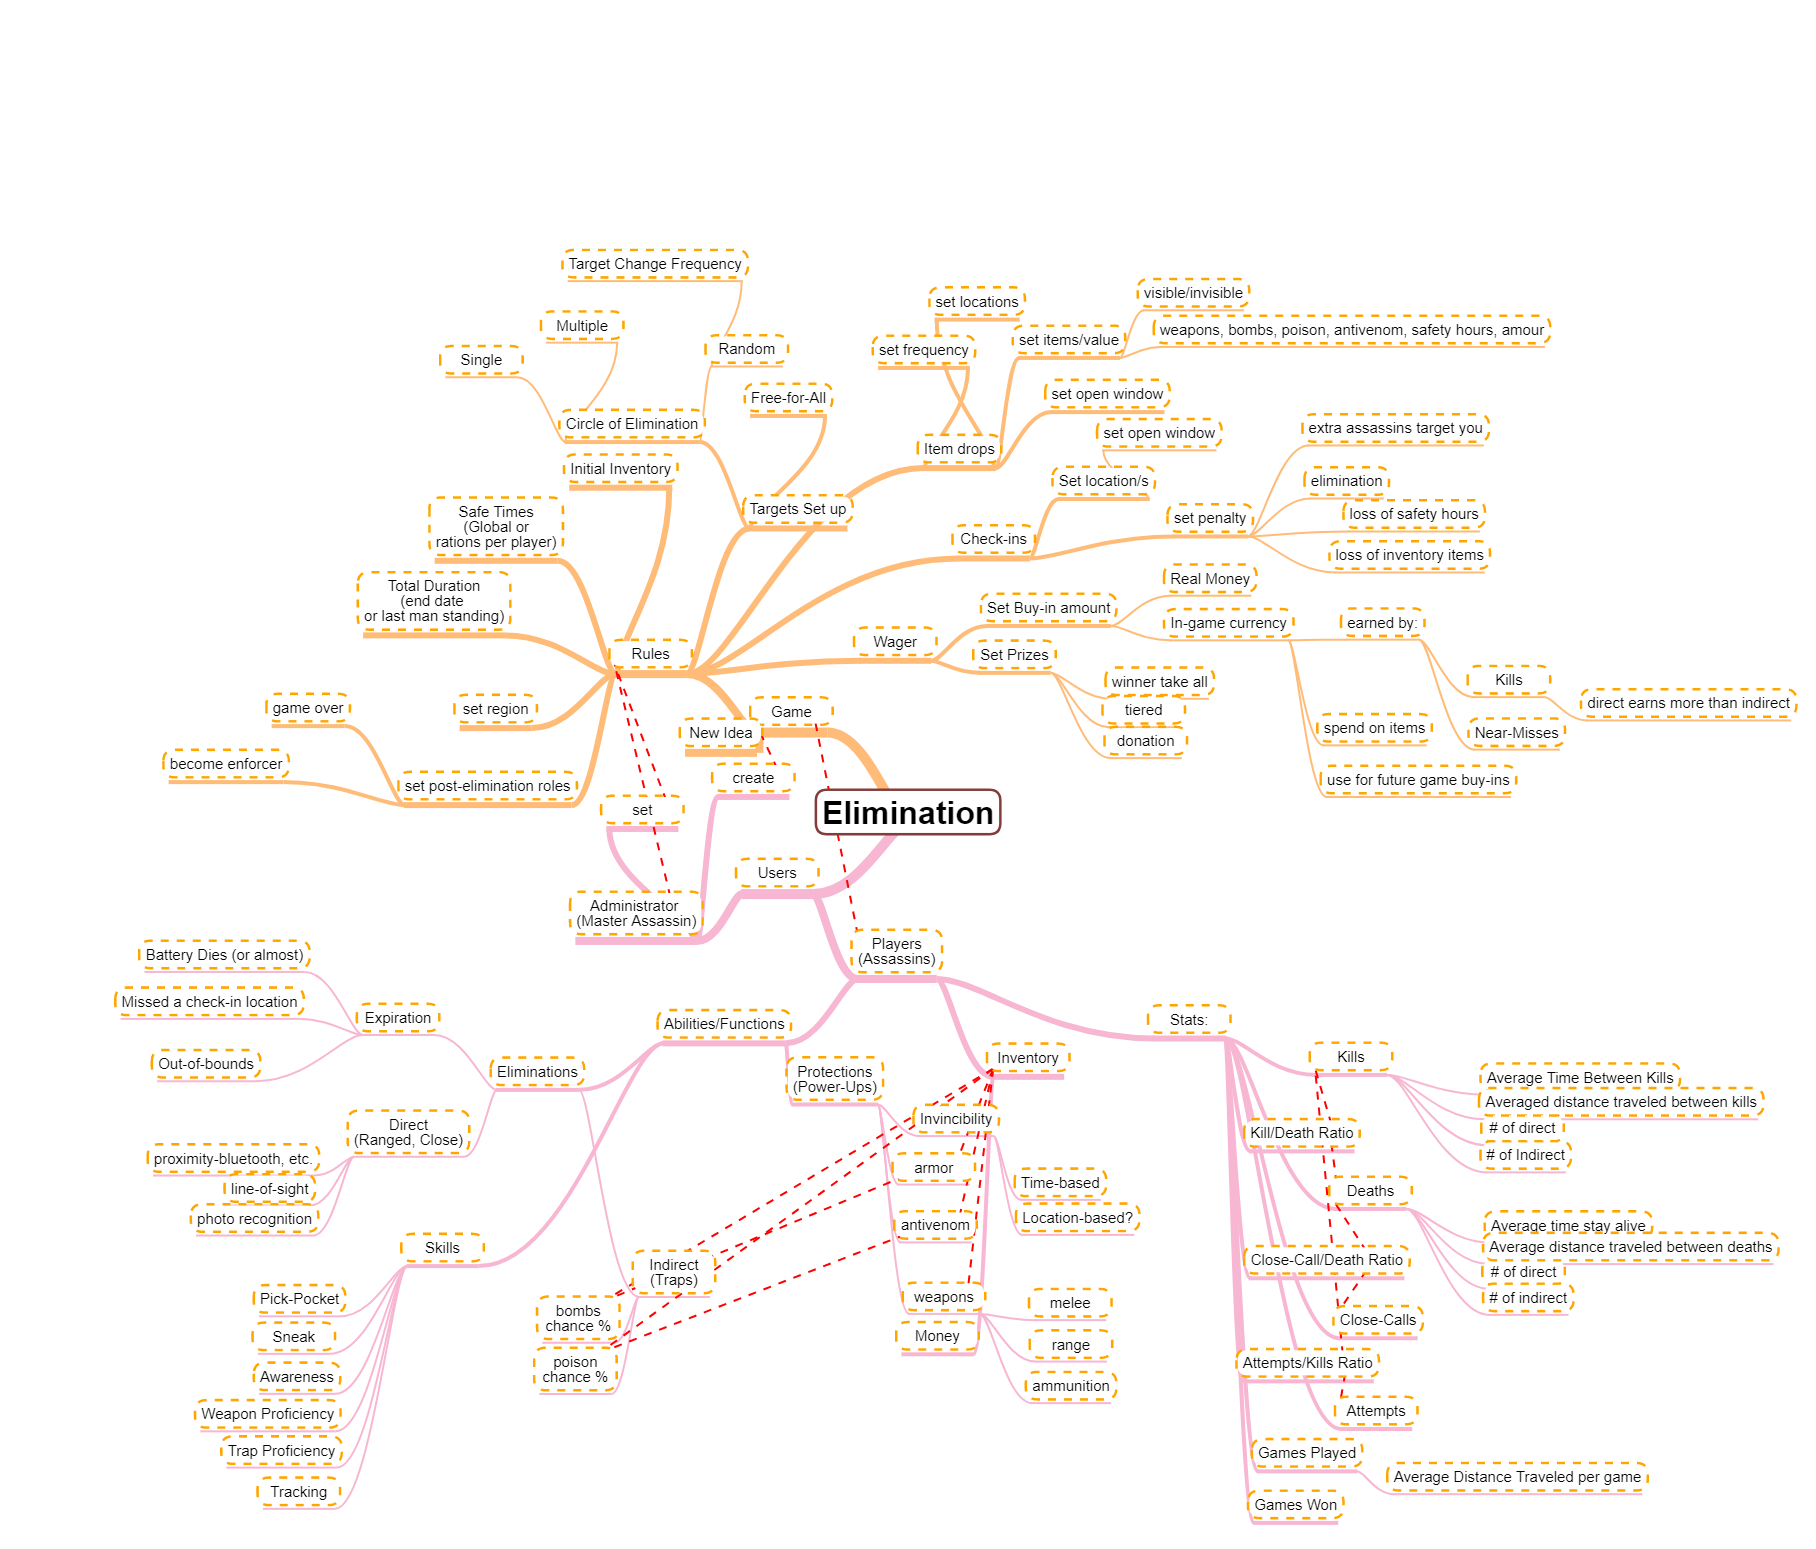 Target Change Frequency
visible/invisible
set locations
Multiple
weapons, bombs, poison, antivenom, safety hours, amour
set items/value
Random
set frequency
Single
set open window
Free-for-All
Circle of Elimination
extra assassins target you
set open window
Item drops
Initial Inventory
Set location/s
elimination
Safe Times
(Global or
rations per player)
Targets Set up
loss of safety hours
set penalty
Check-ins
loss of inventory items
Total Duration
(end date
or last man standing)
Real Money
Set Buy-in amount
In-game currency
earned by:
Wager
Rules
Set Prizes
winner take all
Kills
direct earns more than indirect
game over
set region
Game
tiered
spend on items
Near-Misses
New Idea
donation
become enforcer
create
use for future game buy-ins
set post-elimination roles
set
Elimination
Users
Administrator
(Master Assassin)
Players
(Assassins)
Battery Dies (or almost)
Missed a check-in location
Expiration
Abilities/Functions
Stats:
Out-of-bounds
Eliminations
Protections
(Power-Ups)
Inventory
Kills
Average Time Between Kills
Averaged distance traveled between kills
Direct
(Ranged, Close)
Invincibility
Kill/Death Ratio
# of direct
# of Indirect
proximity-bluetooth, etc.
armor
line-of-sight
Time-based
Deaths
photo recognition
antivenom
Location-based?
Average time stay alive
Skills
Average distance traveled between deaths
Indirect
(Traps)
Close-Call/Death Ratio
# of direct
Pick-Pocket
weapons
melee
# of indirect
bombs
chance %
Close-Calls
Sneak
Money
range
poison
chance %
Attempts/Kills Ratio
Awareness
ammunition
Weapon Proficiency
Attempts
Trap Proficiency
Games Played
Average Distance Traveled per game
Tracking
Games Won